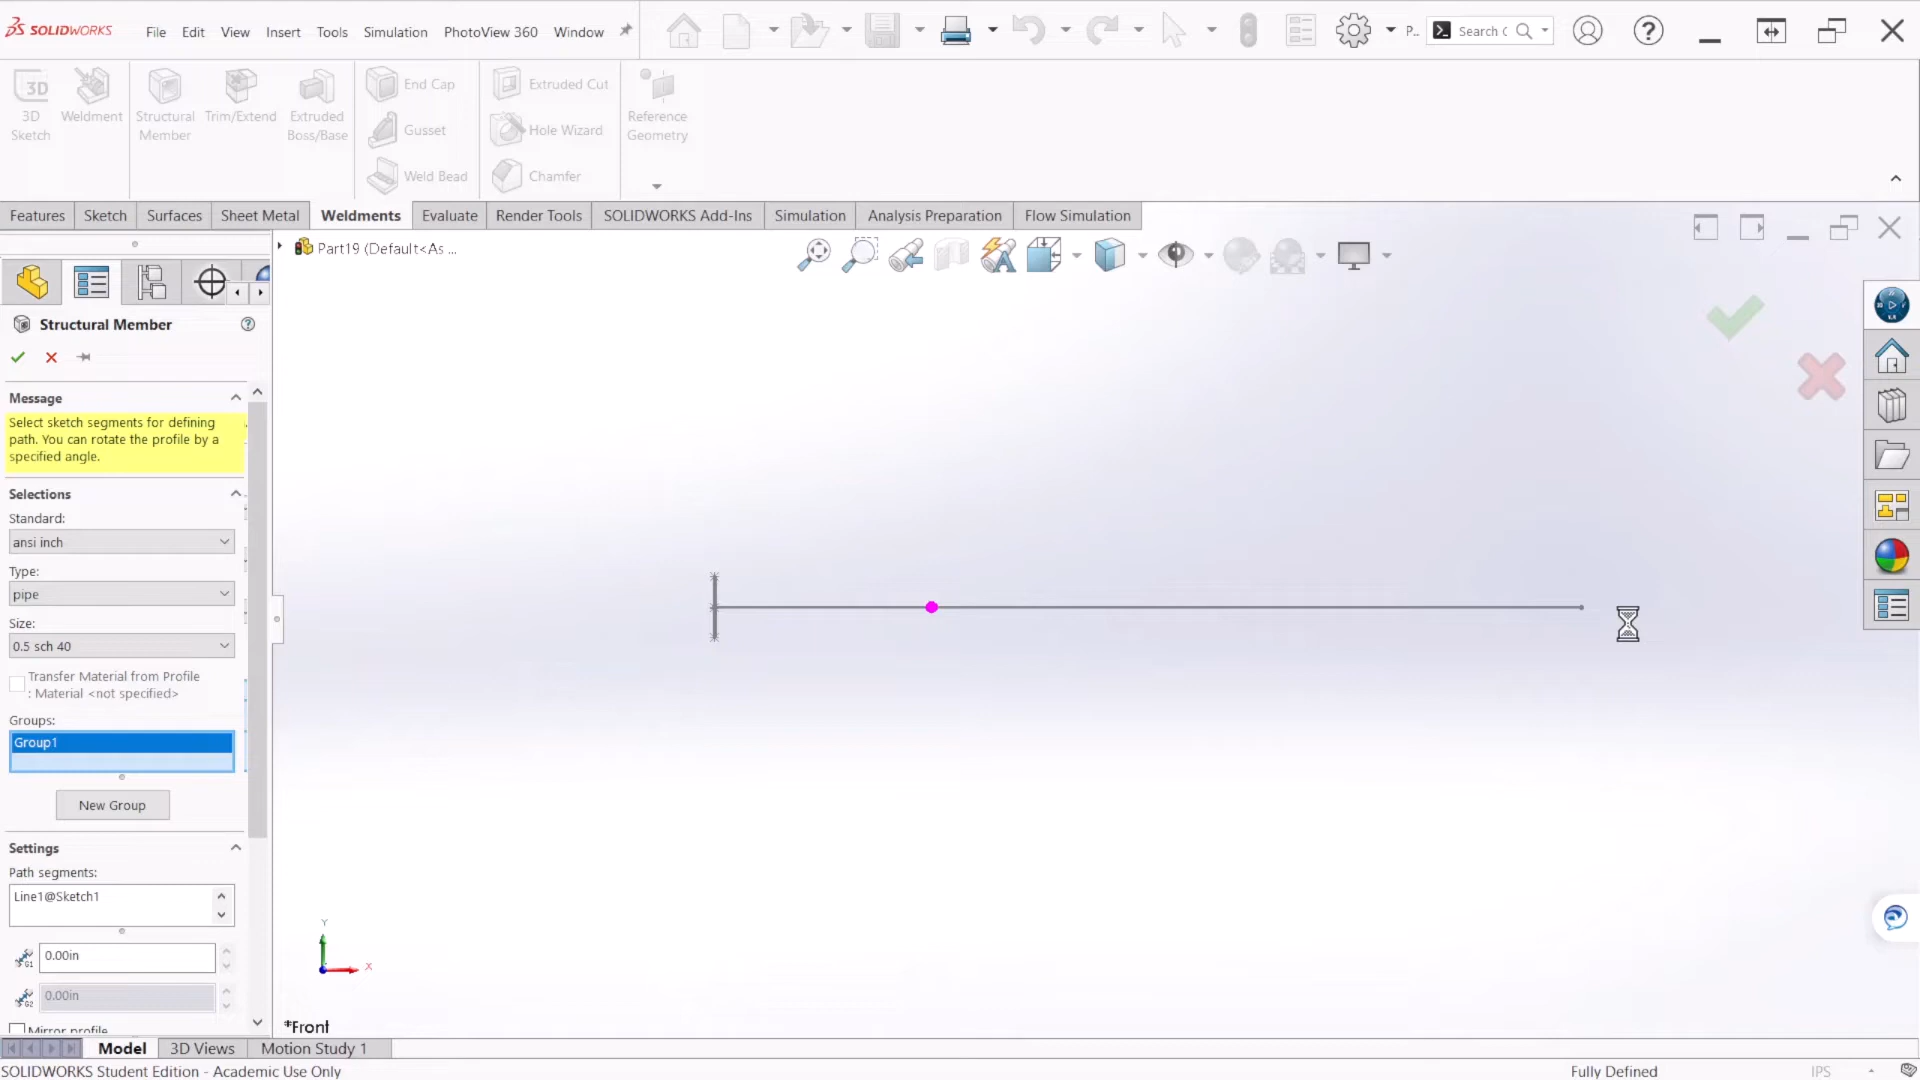 SOLIDWORKS File Edit View Insert Tools Simulation PhotoView 360 Window P.. Search (
3D Sketch
Weldment
Structural Member
Trim/Extend
Extruded Boss/Base
End Cap
Gusset
Weld Bead
Extruded Cut
Hole Wizard
Chamfer
Reference Geometry
Features Sketch Surfaces Sheet Metal Weldments Evaluate Render Tools SOLIDWORKS Add-Ins Simulation Analysis Preparation Flow Simulation
Part19 (Default<As ...
Structural Member
Message
Select sketch segments for defining
path. You can rotate the profile by a
specified angle.
Selections
Standard:
ansi inch
Type:
pipe
Size:
0.5 sch 40
Transfer Material from Profile
: Material <not specified>
Groups:
Group1
New Group
Settings
Path segments:
Line1@Sketch1
G1 0.00in
G2 0.00in
Mirror profile
Y
X
*Front
Model 3D Views Motion Study 1
SOLIDWORKS Student Edition - Academic Use Only
Fully Defined IPS